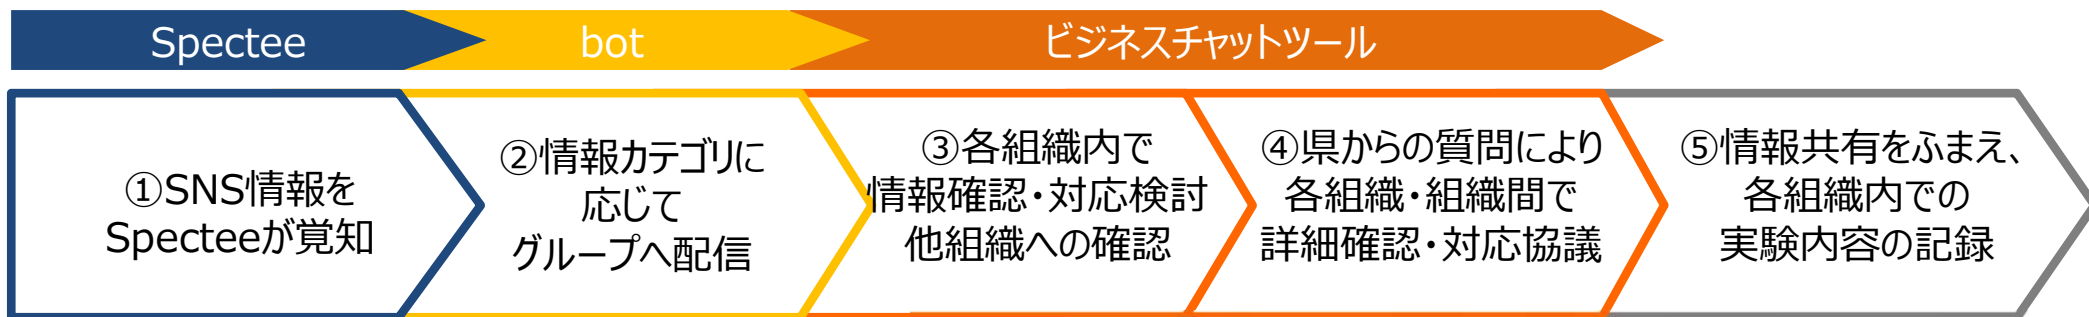 Spectee
bot
ビジネスチャットツール
①SNS情報を
Specteeが覚知
②情報カテゴリに
応じて
グループへ配信
③各組織内で
情報確認・対応検討
他組織への確認
④県からの質問により
各組織・組織間で
詳細確認・対応協議
⑤情報共有をふまえ、
各組織内での
実験内容の記録